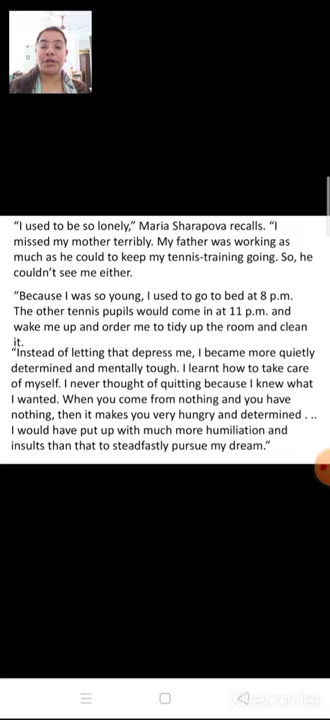 “I used to be so lonely,” Maria Sharapova recalls. “I
missed my mother terribly. My father was working as
much as he could to keep my tennis-training going. So, he
couldn’t see me either.
“Because I was so young, I used to go to bed at 8 p.m.
The other tennis pupils would come in at 11 p.m. and
wake me up and order me to tidy up the room and clean
it.
“Instead of letting that depress me, I became more quietly
determined and mentally tough. I learnt how to take care
of myself. I never thought of quitting because I knew what
I wanted. When you come from nothing and you have
nothing, then it makes you very hungry and determined . ..
I would have put up with much more humiliation and
insults than that to steadfastly pursue my dream.”